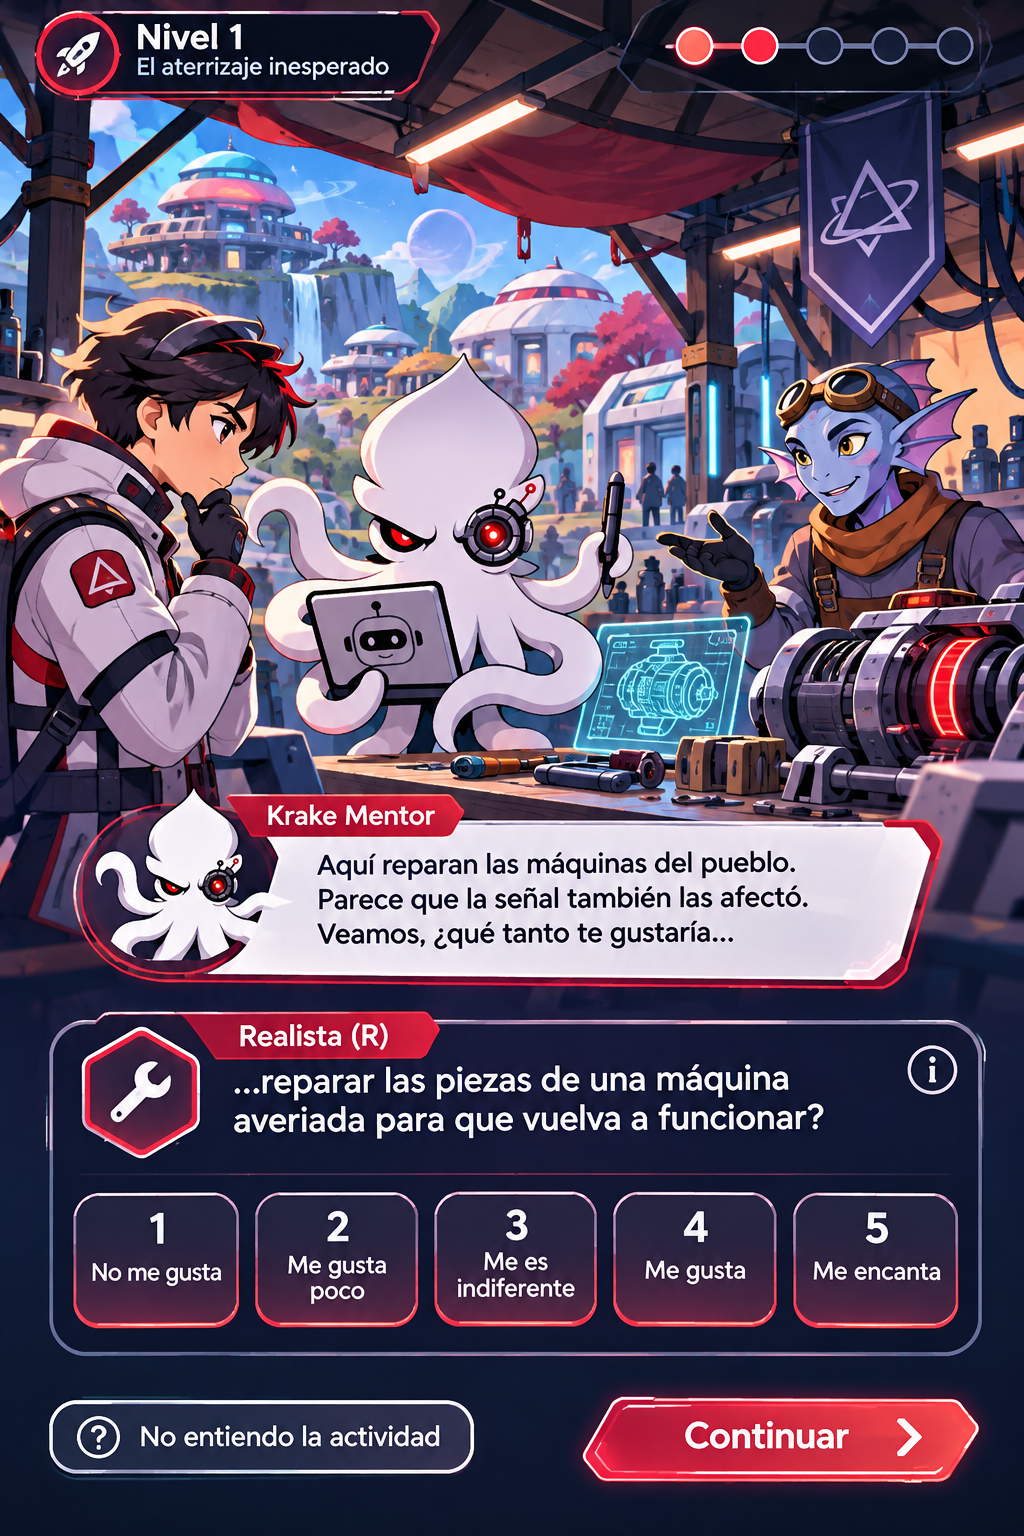 Nivel 1
El aterrizaje inesperado
Krake Mentor
Aquí reparan las máquinas del pueblo.
Parece que la señal también las afectó.
Veamos, ¿qué tanto te gustaría...
Realista (R)
...reparar las piezas de una máquina
averiada para que vuelva a funcionar?
i
1
No me gusta
2
Me gusta
poco
3
Me es
indiferente
4
Me gusta
5
Me encanta
? No entiendo la actividad
Continuar